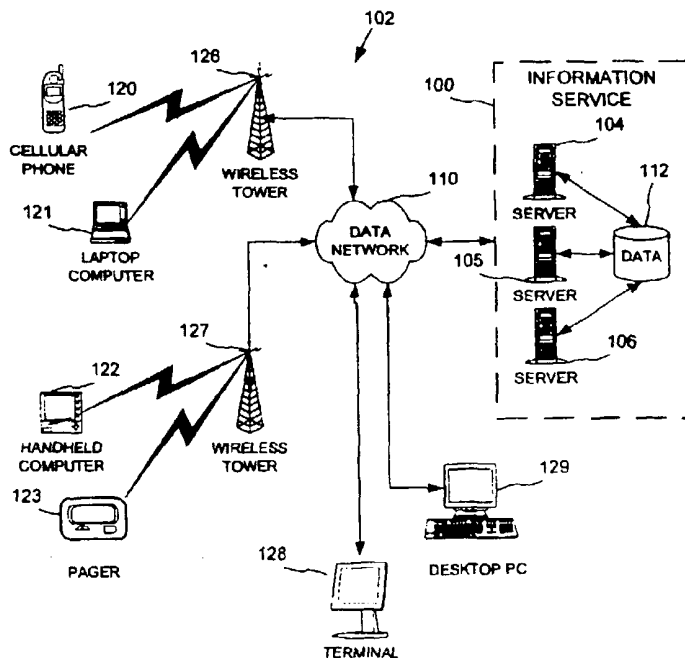 102
126
120
CELLULAR
PHONE
WIRELESS
TOWER
121
LAPTOP
COMPUTER
100
INFORMATION
SERVICE
104
SERVER
112
DATA
105
SERVER
106
SERVER
110
DATA
NETWORK
127
122
HANDHELD
COMPUTER
WIRELESS
TOWER
123
PAGER
129
DESKTOP PC
128
TERMINAL